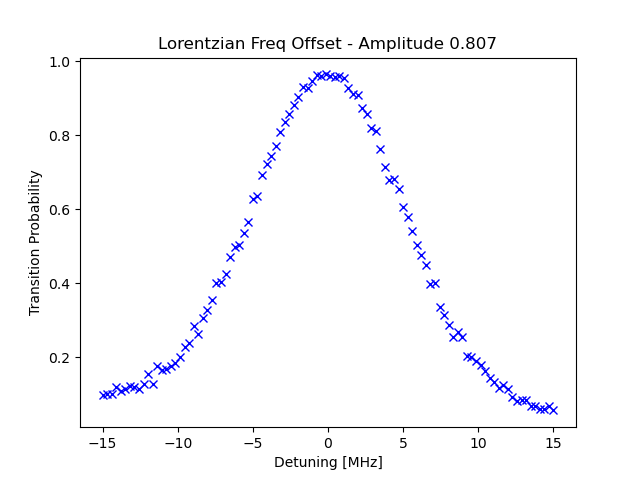 Lorentzian Freq Offset - Amplitude 0.807
Transition Probability
1.0
0.8
0.6
0.4
0.2
−15 −10 −5 0 5 10 15
Detuning [MHz]